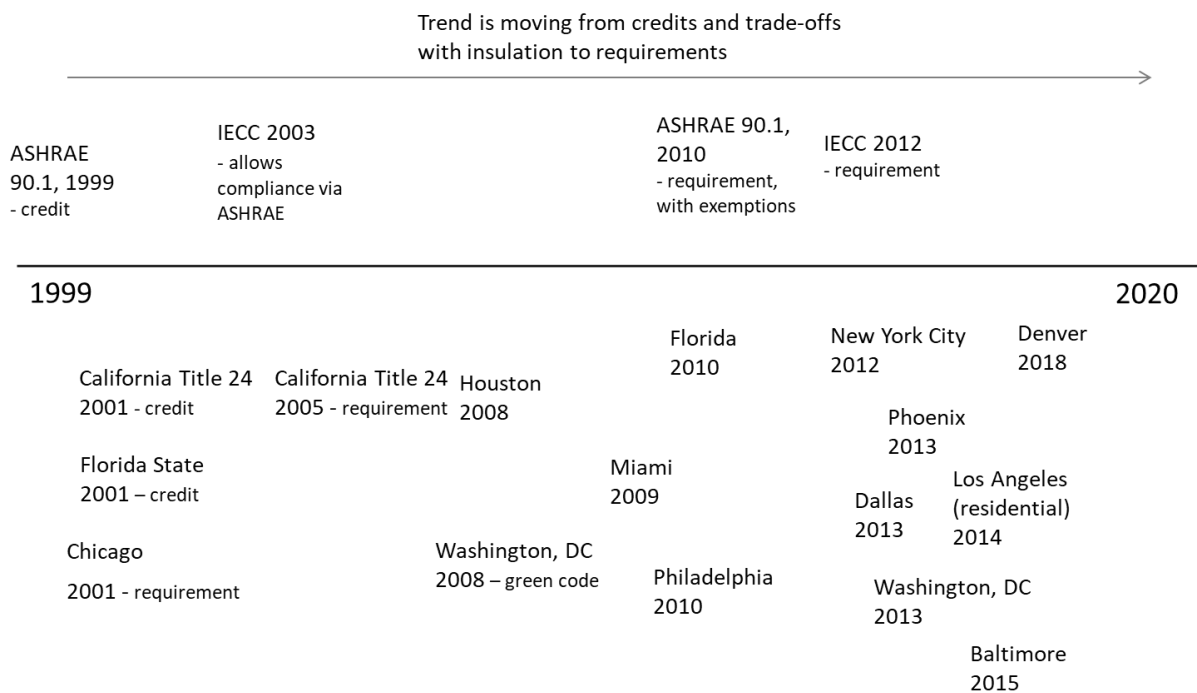 Trend is moving from credits and trade-offs
with insulation to requirements
ASHRAE
90.1, 1999
- credit
IECC 2003
- allows
compliance via
ASHRAE
ASHRAE 90.1,
2010
- requirement,
with exemptions
IECC 2012
- requirement
1999
2020
California Title 24
2001 - credit
Florida State
2001 – credit
Chicago
2001 - requirement
California Title 24
2005 - requirement
Houston
2008
Washington, DC
2008 – green code
Florida
2010
Miami
2009
Philadelphia
2010
New York City
2012
Denver
2018
Phoenix
2013
Dallas
2013
Los Angeles
(residential)
2014
Washington, DC
2013
Baltimore
2015